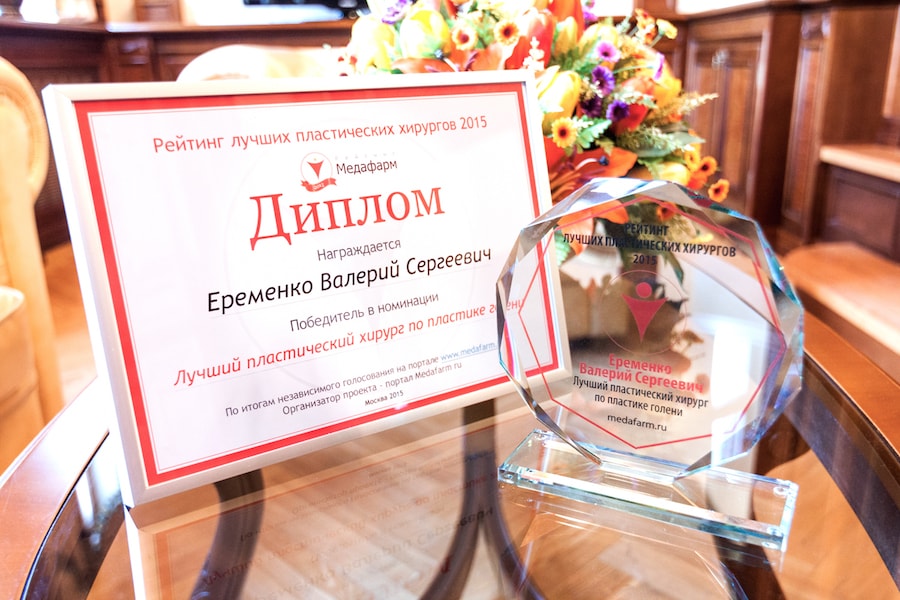 Рейтинг лучших пластических хирургов 2015
Медафарм
Диплом
Награждается
Еременко Валерий Сергеевич
Победитель в номинации
Лучший пластический хирург по пластике голени
По итогам независимого голосования на портале www.medafarm.
Организатор проекта - портал Medafarm ru
Москва 2015
РЕЙТИНГ
ЛУЧШИХ ПЛАСТИЧЕСКИХ ХИРУРГОВ
2015
Еременко
Валерий Сергеевич
Лучший пластический хирург
по пластике голени
medafarm.ru